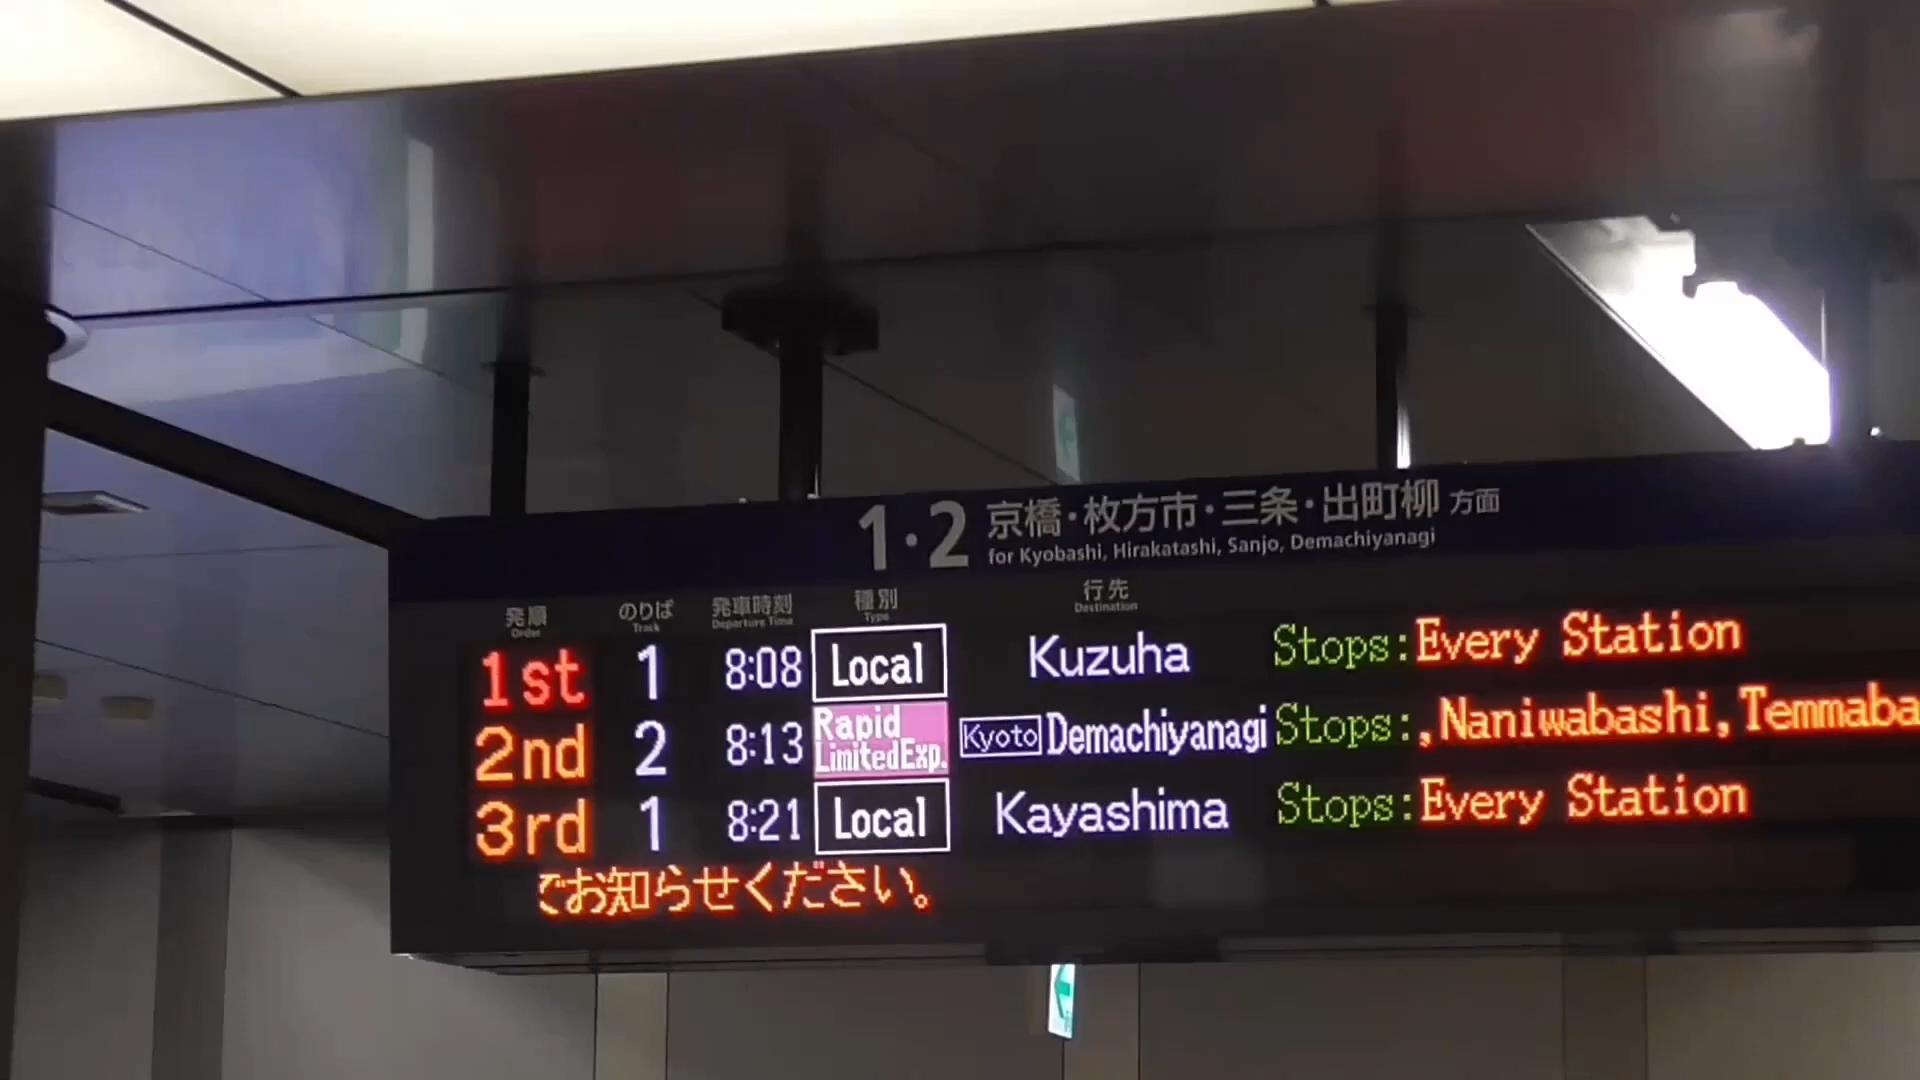 1・2 京橋・枚方市・三条・出町柳 方面
for Kyobashi, Hirakatashi, Sanjo, Demachiyanagi
発順 のりば 発車時刻 種別 行先
Order Track Departure Time Type Destination
1st 1 8:08 Local Kuzuha Stops:Every Station
2nd 2 8:13 Rapid LimitedExp. Kyoto Demachiyanagi Stops:,Naniwabashi,Temmaba
3rd 1 8:21 Local Kayashima Stops:Every Station
でお知らせください。